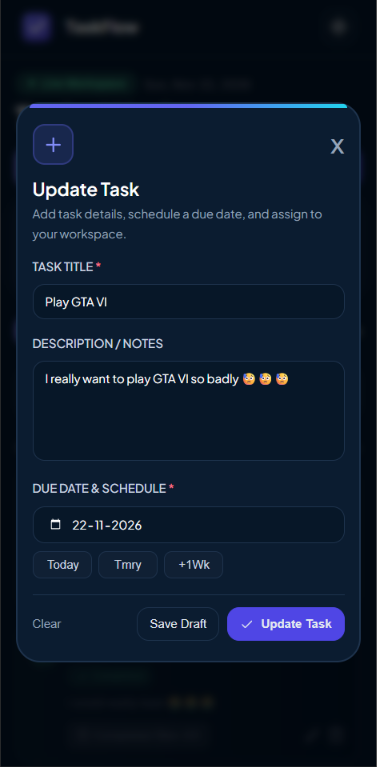 TaskFlow
X
Update Task
Add task details, schedule a due date, and assign to
your workspace.
TASK TITLE *
Play GTA VI
DESCRIPTION / NOTES
I really want to play GTA VI so badly 😰 😰 😰
DUE DATE & SCHEDULE *
22-11-2026
Today Tmry +1Wk
Clear Save Draft Update Task